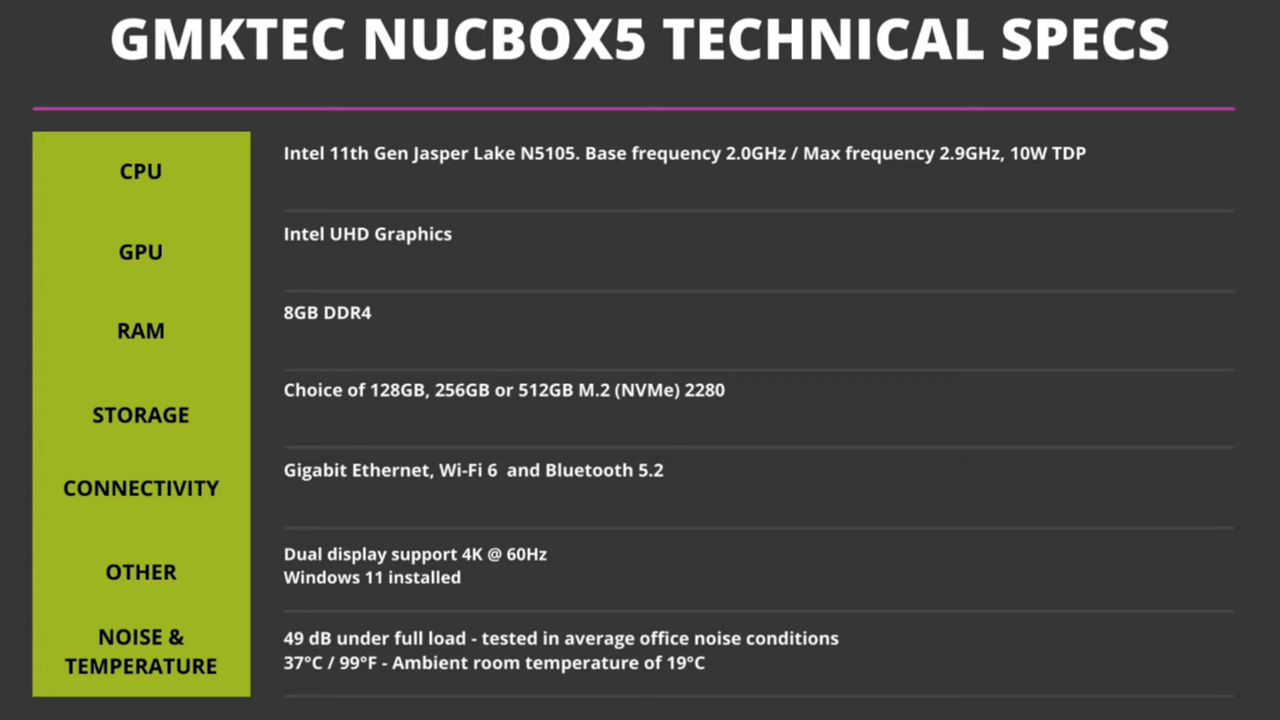 GMKTEC NUCBOX5 TECHNICAL SPECS
CPU
Intel 11th Gen Jasper Lake N5105. Base frequency 2.0GHz / Max frequency 2.9GHz, 10W TDP
GPU
Intel UHD Graphics
RAM
8GB DDR4
STORAGE
Choice of 128GB, 256GB or 512GB M.2 (NVMe) 2280
CONNECTIVITY
Gigabit Ethernet, Wi-Fi 6 and Bluetooth 5.2
OTHER
Dual display support 4K @ 60Hz
Windows 11 installed
NOISE &
TEMPERATURE
49 dB under full load - tested in average office noise conditions
37°C / 99°F - Ambient room temperature of 19°C